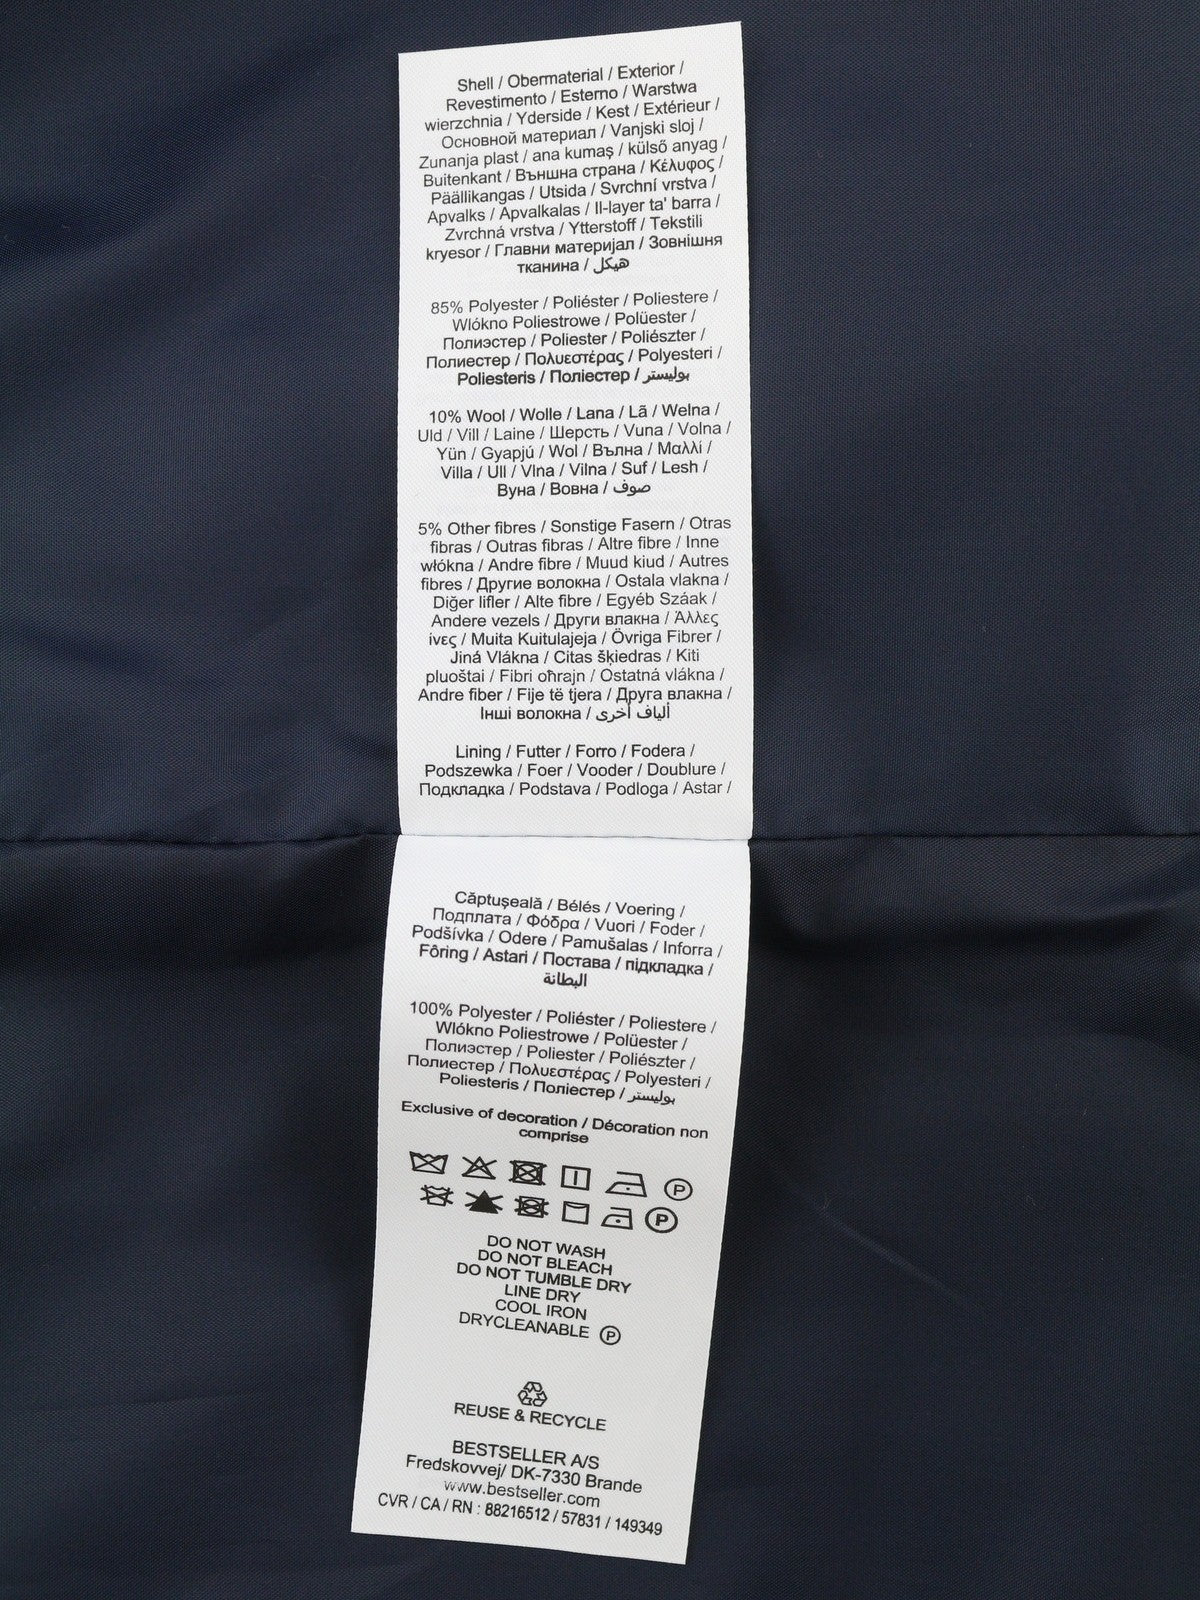 Shell / Obermaterial / Exterior /
Revestimento / Esterno / Warstwa
wierzchnia / Yderside / Kest / Extérieur /
Основной материал / Vanjski sloj /
Zunanja plast / ana kumaş / külső anyag /
Buitenkant / Външна страна / Κέλυφος /
Päällikangas / Utsida / Svrchní vrstva /
Apvalks / Apvalkalas / Il-layer ta' barra /
Zvrchná vrstva / Ytterstoff / Tekstili
kryesor / Главни материјал / Зовнішня
тканина / هيكل
85% Polyester / Poliéster / Poliestere /
Wlókno Poliestrowe / Polüester /
Полиэстер / Poliester / Poliészter /
Полиестер / Πολυεστέρας / Polyesteri /
Poliesteris / Поліестер / بوليستر
10% Wool / Wolle / Lana / Lã / Welna /
Uld / Vill / Laine / Шерсть / Vuna / Volna /
Yün / Gyapjú / Wol / Вълна / Μαλλί /
Villa / Ull / Vlna / Vilna / Suf / Lesh /
Вуна / Вовна / صوف
5% Other fibres / Sonstige Fasern / Otras
fibras / Outras fibras / Altre fibre / Inne
włókna / Andre fibre / Muud kiud / Autres
fibres / Другие волокна / Ostala vlakna /
Diğer lifler / Alte fibre / Egyéb Száak /
Andere vezels / Други влакна / Άλλες
ίνες / Muita Kuitulajeja / Övriga Fibrer /
Jiná Vlákna / Citas šķiedras / Kiti
pluoštai / Fibri oħrajn / Ostatná vlákna /
Andre fiber / Fije të tjera / Друга влакна /
Інші волокна / ألياف أخرى
Lining / Futter / Forro / Fodera /
Podszewka / Foer / Vooder / Doublure /
Подкладка / Podstava / Podloga / Astar /
Căptușeală / Bélés / Voering /
Подплата / Φόδρα / Vuori / Foder /
Podšívka / Odere / Pamušalas / Inforra /
Fôring / Astari / Постава / підкладка /
البطانة
100% Polyester / Poliéster / Poliestere /
Wlókno Poliestrowe / Polüester /
Полиэстер / Poliester / Poliészter /
Полиестер / Πολυεστέρας / Polyesteri /
Poliesteris / Поліестер / بوليستر
Exclusive of decoration / Décoration non
comprise
P
P
DO NOT WASH
DO NOT BLEACH
DO NOT TUMBLE DRY
LINE DRY
COOL IRON
DRYCLEANABLE P
REUSE & RECYCLE
BESTSELLER A/S
Fredskovvej/ DK-7330 Brande
www.bestseller.com
CVR / CA / RN : 88216512 / 57831 / 149349